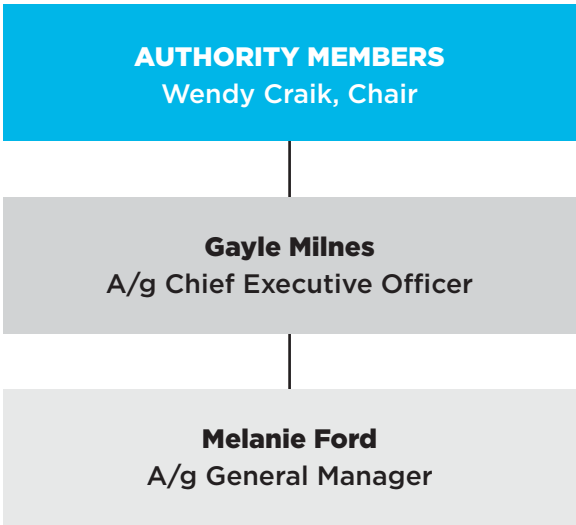 AUTHORITY MEMBERS
Wendy Craik, Chair
Gayle Milnes
A/g Chief Executive Officer
Melanie Ford
A/g General Manager